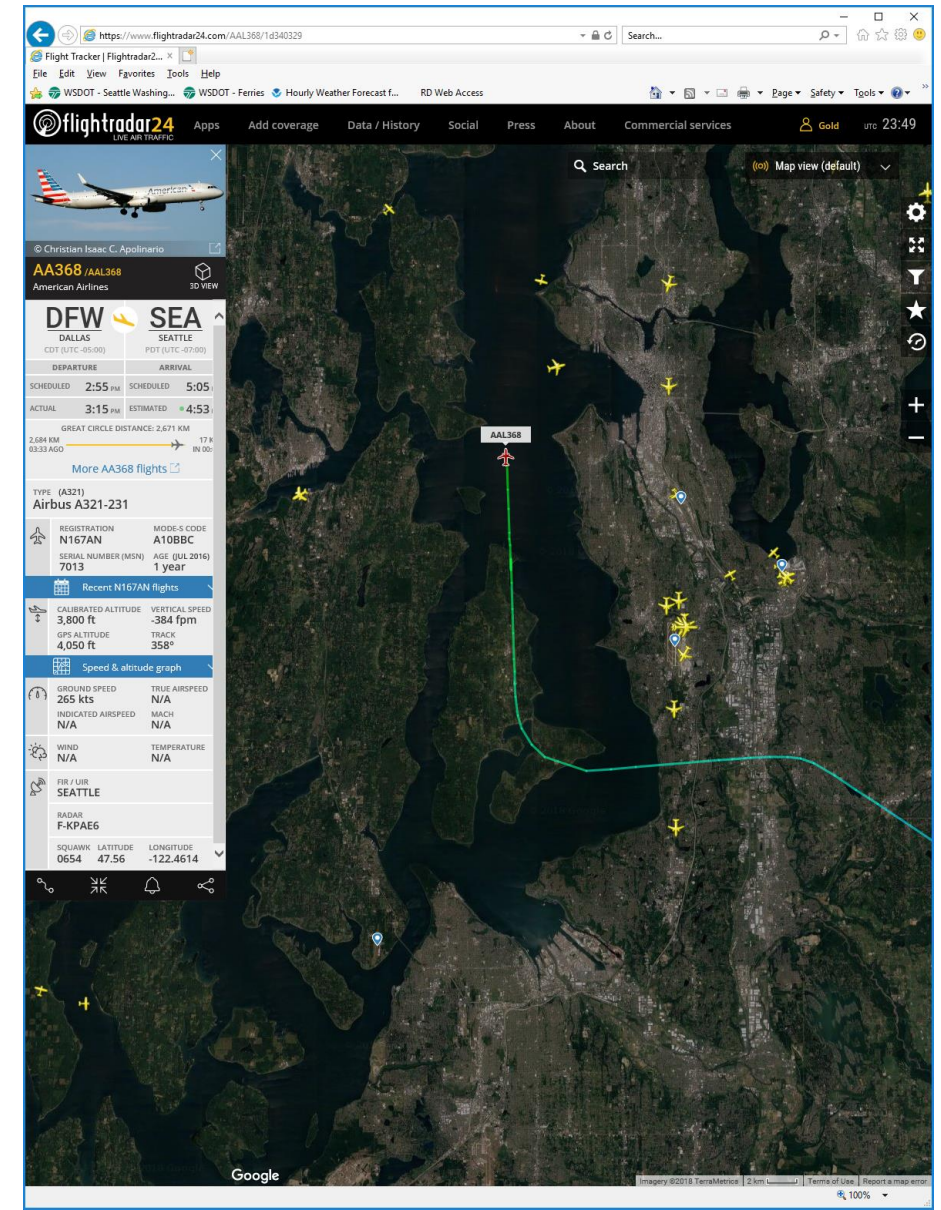 https://www.flightradar24.com/AAL368/1d340329
Search...
Flight Tracker | Flightradar2...
File Edit View Favorites Tools Help
WSDOT - Seattle Washing... WSDOT - Ferries Hourly Weather Forecast f... RD Web Access
Page Safety Tools
flightradar24
LIVE AIR TRAFFIC
Apps Add coverage Data / History Social Press About Commercial services Gold UTC 23:49
American
Search
Map view (default)
© Christian Isaac C. Apolinario
AA368 /AAL368
American Airlines
3D VIEW
DFW SEA
DALLAS SEATTLE
CDT (UTC -05:00) PDT (UTC -07:00)
DEPARTURE ARRIVAL
SCHEDULED 2:55 PM SCHEDULED 5:05
ACTUAL 3:15 PM ESTIMATED 4:53
GREAT CIRCLE DISTANCE: 2,671 KM
2,684 KM 17 K
03:33 AGO IN 00:
More AA368 flights
TYPE (A321)
Airbus A321-231
REGISTRATION MODE-S CODE
N167AN A10BBC
SERIAL NUMBER (MSN) AGE (JUL 2016)
7013 1 year
Recent N167AN flights
CALIBRATED ALTITUDE VERTICAL SPEED
3,800 ft -384 fpm
GPS ALTITUDE TRACK
4,050 ft 358°
Speed & altitude graph
GROUND SPEED TRUE AIRSPEED
265 kts N/A
INDICATED AIRSPEED MACH
N/A N/A
WIND TEMPERATURE
N/A N/A
FIR / UIR
SEATTLE
RADAR
F-KPAE6
SQUAWK LATITUDE LONGITUDE
0654 47.56 -122.4614
AAL368
Google
Imagery ©2018 TerraMetrics 2 km Terms of Use Report a map error
100%